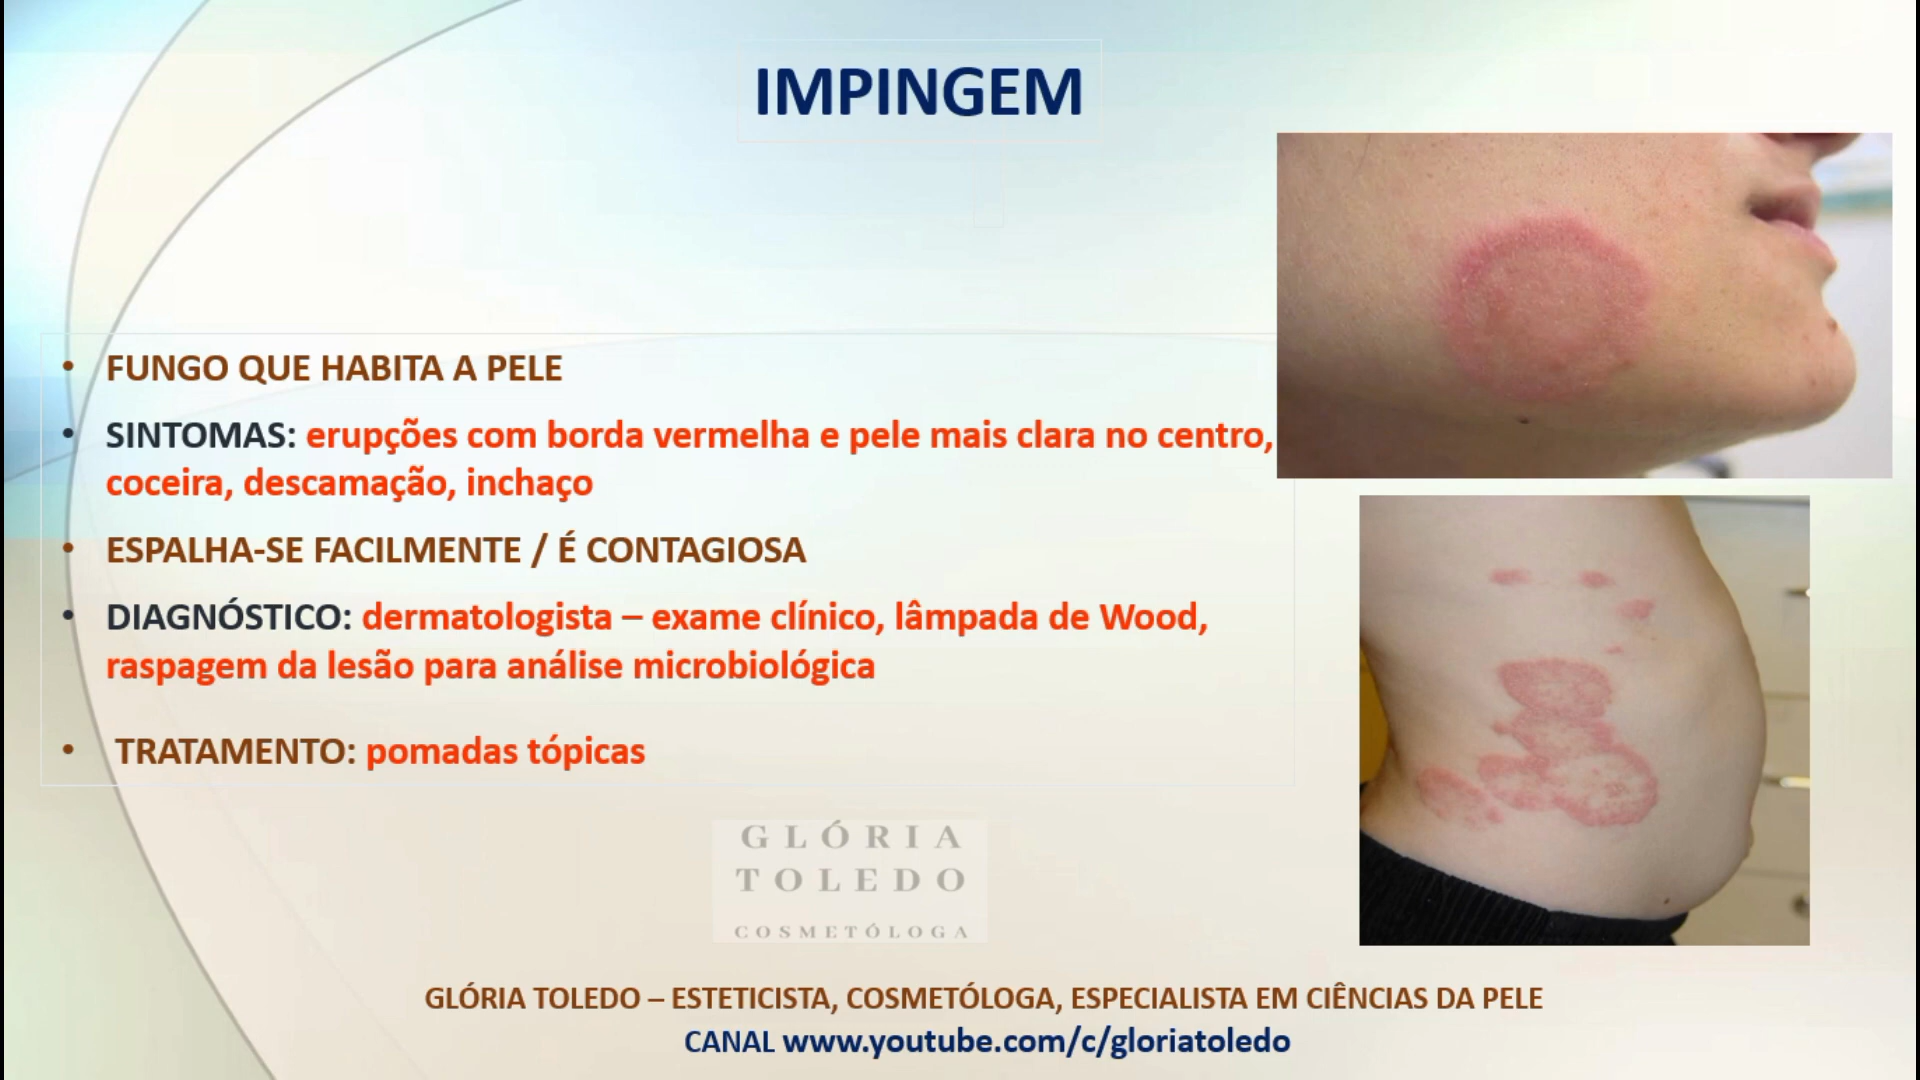 IMPINGEM
• FUNGO QUE HABITA A PELE
• SINTOMAS: erupções com borda vermelha e pele mais clara no centro,
coceira, descamação, inchaço
• ESPALHA-SE FACILMENTE / É CONTAGIOSA
• DIAGNÓSTICO: dermatologista – exame clínico, lâmpada de Wood,
raspagem da lesão para análise microbiológica
• TRATAMENTO: pomadas tópicas
GLÓRIA
TOLEDO
COSMETÓLOGA
GLÓRIA TOLEDO – ESTETICISTA, COSMETÓLOGA, ESPECIALISTA EM CIÊNCIAS DA PELE
CANAL www.youtube.com/c/gloriatoledo